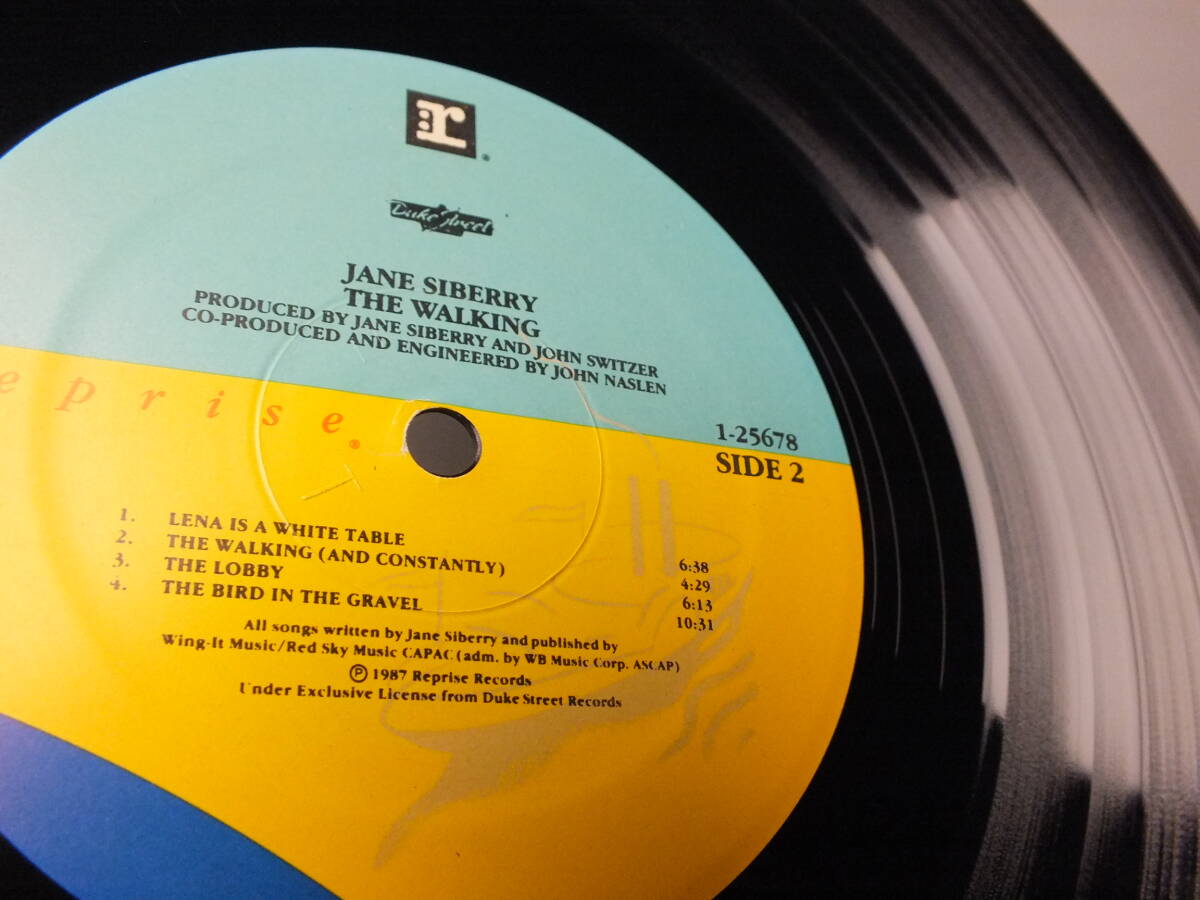 :r
Duke Street
JANE SIBERRY
THE WALKING
PRODUCED BY JANE SIBERRY AND JOHN SWITZER
CO-PRODUCED AND ENGINEERED BY JOHN NASLEN
eprise®
1-25678
SIDE 2
1. LENA IS A WHITE TABLE 6:38
2. THE WALKING (AND CONSTANTLY) 4:29
3. THE LOBBY 6:13
4. THE BIRD IN THE GRAVEL 10:31
All songs written by Jane Siberry and published by
Wing-It Music/Red Sky Music CAPAC (adm. by WB Music Corp. ASCAP)
℗ 1987 Reprise Records
Under Exclusive License from Duke Street Records